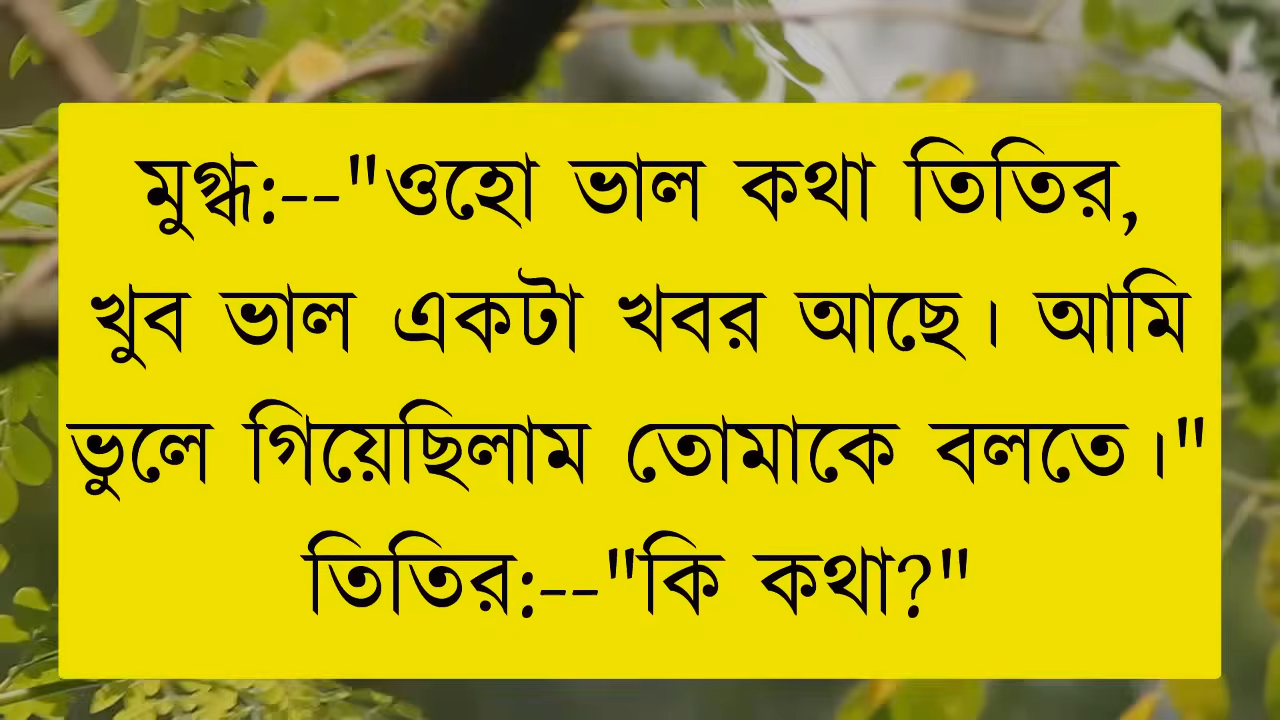 মুগ্ধ:--"ওহো ভাল কথা তিতির,
খুব ভাল একটা খবর আছে। আমি
ভুলে গিয়েছিলাম তোমাকে বলতে।"
তিতির:--"কি কথা?"